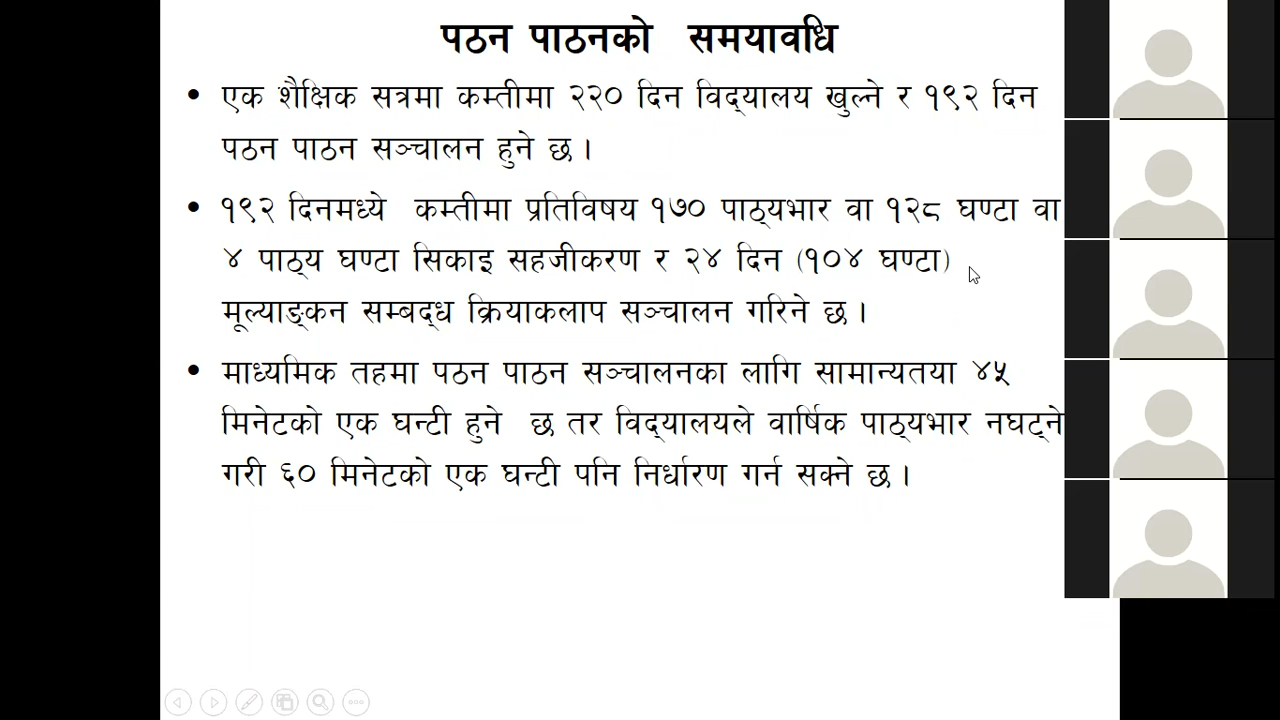 पठन पाठनको समयावधि
• एक शैक्षिक सत्रमा कम्तीमा २२० दिन विद्यालय खुल्ने र १९२ दिन
पठन पाठन सञ्चालन हुने छ ।
• १९२ दिनमध्ये कम्तीमा प्रतिविषय १७० पाठ्यभार वा १२८ घण्टा वा
४ पाठ्य घण्टा सिकाइ सहजीकरण र २४ दिन (१०४ घण्टा)
मूल्याङ्कन सम्बद्ध क्रियाकलाप सञ्चालन गरिने छ ।
• माध्यमिक तहमा पठन पाठन सञ्चालनका लागि सामान्यतया ४५
मिनेटको एक घन्टी हुने छ तर विद्यालयले वार्षिक पाठ्यभार नघट्ने
गरी ६० मिनेटको एक घन्टी पनि निर्धारण गर्न सक्ने छ ।